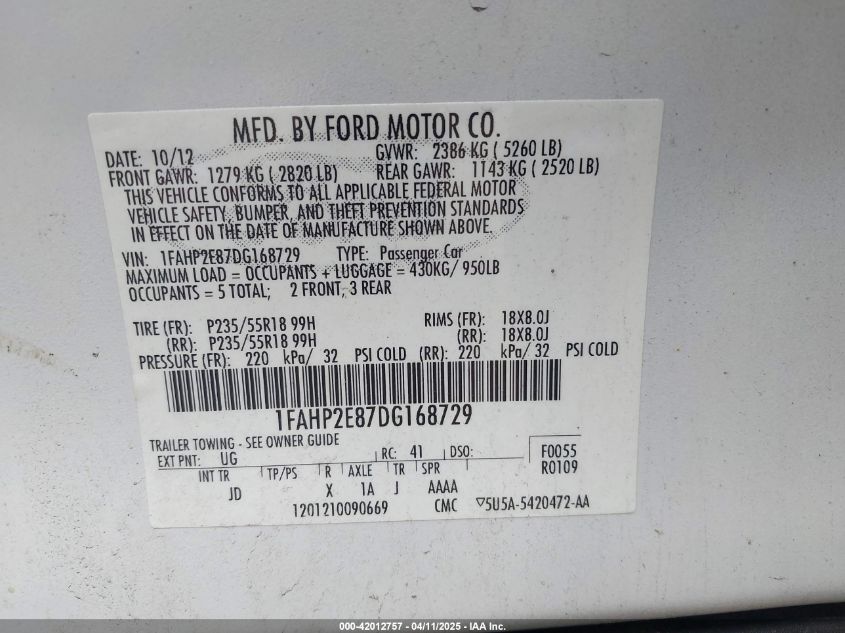 MFD. BY FORD MOTOR CO.
DATE: 10/12 GVWR: 2386 KG ( 5260 LB)
FRONT GAWR: 1279 KG ( 2820 LB) REAR GAWR: 1143 KG ( 2520 LB)
THIS VEHICLE CONFORMS TO ALL APPLICABLE FEDERAL MOTOR
VEHICLE SAFETY, BUMPER, AND THEFT PREVENTION STANDARDS
IN EFFECT ON THE DATE OF MANUFACTURE SHOWN ABOVE.
VIN: 1FAHP2E87DG168729 TYPE: Passenger Car
MAXIMUM LOAD = OCCUPANTS + LUGGAGE = 430KG/ 950LB
OCCUPANTS = 5 TOTAL; 2 FRONT, 3 REAR
TIRE (FR): P235/55R18 99H RIMS (FR): 18X8.0J
(RR): P235/55R18 99H (RR): 18X8.0J
PRESSURE (FR): 220 kPa/ 32 PSI COLD (RR): 220 kPa/ 32 PSI COLD
1FAHP2E87DG168729
TRAILER TOWING - SEE OWNER GUIDE
EXT PNT: UG RC: 41 DSO: F0055
R0109
INT TR TP/PS R AXLE TR SPR
JD X 1A J AAAA
1201210090669 CMC ▽5U5A-5420472-AA
000-42012757 - 04/11/2025 - IAA Inc.